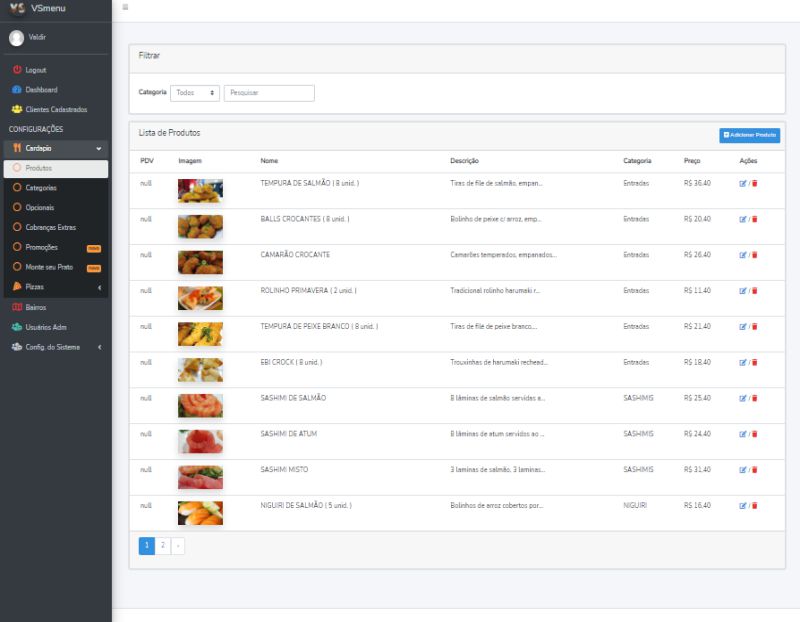 VS VSmenu
Valdir
Logout
Dashboard
Clientes Cadastrados
CONFIGURAÇÕES
Cardapio
Produtos
Categorias
Opcionais
Cobranças Extras
Promoções novo
Monte seu Prato novo
Pizzas
Bairros
Usuários Adm
Config. do Sistema
Filtrar
Categoria Todos Pesquisar
Lista de Produtos Adicionar Produto
PDV Imagem Nome Descrição Categoria Preço Ações
null TEMPURA DE SALMÃO ( 8 unid. ) Tiras de file de salmão, empan... Entradas R$ 36,40 /
null BALLS CROCANTES ( 8 unid. ) Bolinho de peixe c/ arroz, emp... Entradas R$ 20,40 /
null CAMARÃO CROCANTE Camarões temperados, empanados... Entradas R$ 26,40 /
null ROLINHO PRIMAVERA ( 2 unid. ) Tradicional rolinho harumaki r... Entradas R$ 11,40 /
null TEMPURA DE PEIXE BRANCO ( 8 unid. ) Tiras de filé de peixe branco,... Entradas R$ 21,40 /
null EBI CROCK ( 8 unid. ) Trouxinhas de harumaki rechead... Entradas R$ 18,40 /
null SASHIMI DE SALMÃO 8 lâminas de salmão servidas a... SASHIMIS R$ 25,40 /
null SASHIMI DE ATUM 8 lâminas de atum servidos ao ... SASHIMIS R$ 24,40 /
null SASHIMI MISTO 3 laminas de salmão, 3 laminas... SASHIMIS R$ 31,40 /
null NIGUIRI DE SALMÃO ( 5 unid. ) Bolinhos de arroz cobertos por... NIGUIRI R$ 16,40 /
1 2 ›